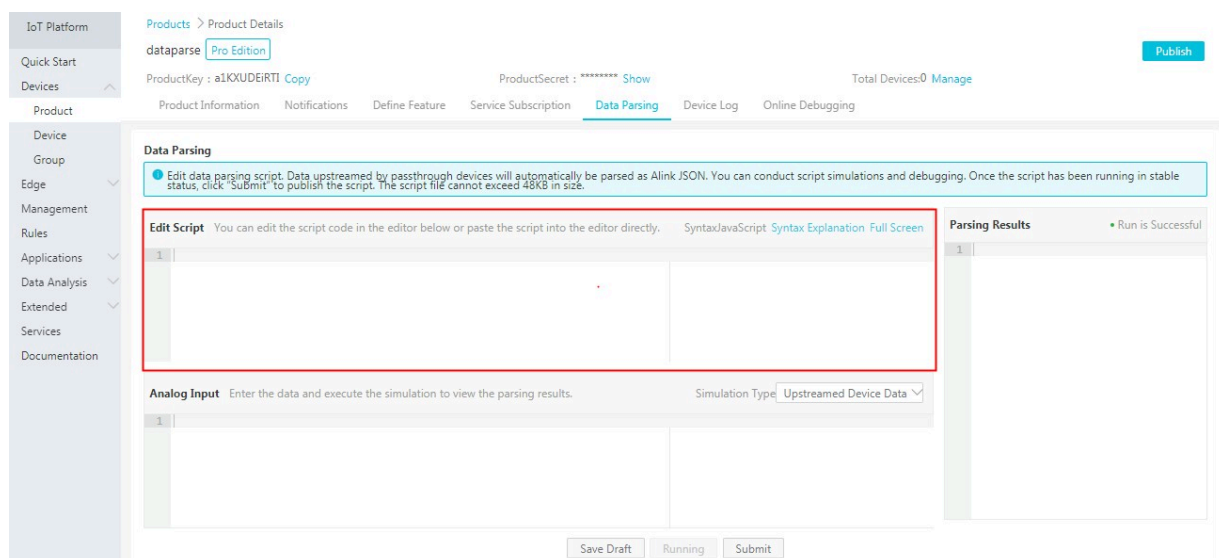 IoT Platform
Quick Start
Devices
Product
Device
Group
Edge
Management
Rules
Applications
Data Analysis
Extended
Services
Documentation
Products > Product Details
dataparse Pro Edition
Publish
ProductKey : a1KXUDEiRTI Copy ProductSecret : ******** Show Total Devices:0 Manage
Product Information Notifications Define Feature Service Subscription Data Parsing Device Log Online Debugging
Data Parsing
Edit data parsing script. Data upstreamed by passthrough devices will automatically be parsed as Alink JSON. You can conduct script simulations and debugging. Once the script has been running in stable
status, click "Submit" to publish the script. The script file cannot exceed 48KB in size.
Edit Script You can edit the script code in the editor below or paste the script into the editor directly. SyntaxJavaScript Syntax Explanation Full Screen
1
Parsing Results Run is Successful
1
Analog Input Enter the data and execute the simulation to view the parsing results. Simulation Type Upstreamed Device Data
1
Save Draft Running Submit